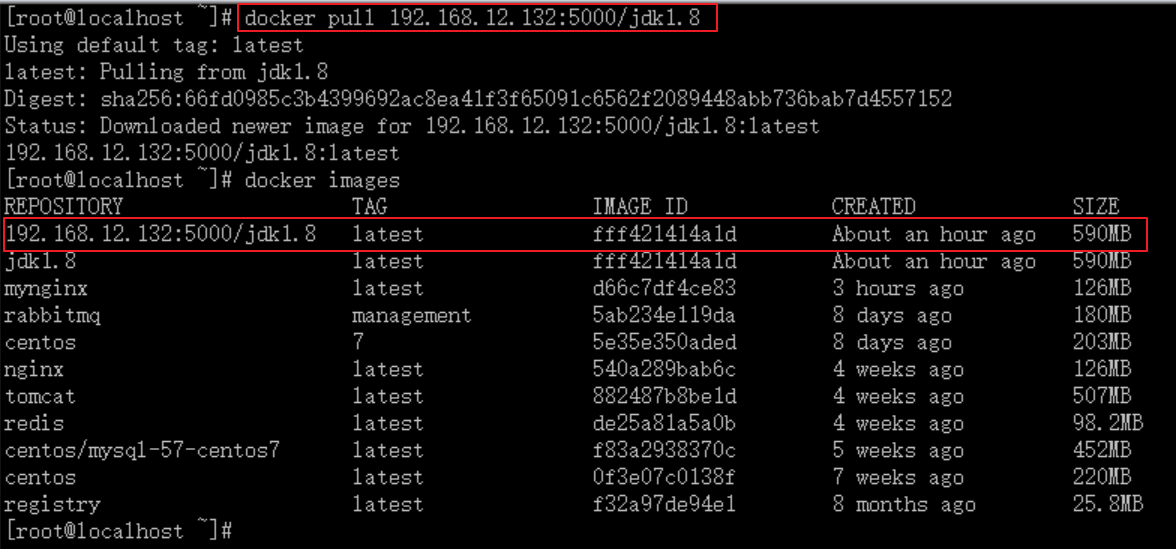 [root@localhost ~]# docker pull 192.168.12.132:5000/jdk1.8
Using default tag: latest
latest: Pulling from jdk1.8
Digest: sha256:66fd0985c3b4399692ac8ea41f3f65091c6562f2089448abb736bab7d4557152
Status: Downloaded newer image for 192.168.12.132:5000/jdk1.8:latest
192.168.12.132:5000/jdk1.8:latest
[root@localhost ~]# docker images
REPOSITORY TAG IMAGE ID CREATED SIZE
192.168.12.132:5000/jdk1.8 latest fff421414a1d About an hour ago 590MB
jdk1.8 latest fff421414a1d About an hour ago 590MB
mynginx latest d66c7df4ce83 3 hours ago 126MB
rabbitmq management 5ab234e119da 8 days ago 180MB
centos 7 5e35e350aded 8 days ago 203MB
nginx latest 540a289bab6c 4 weeks ago 126MB
tomcat latest 882487b8be1d 4 weeks ago 507MB
redis latest de25a81a5a0b 4 weeks ago 98.2MB
centos/mysql-57-centos7 latest f83a2938370c 5 weeks ago 452MB
centos latest 0f3e07c0138f 7 weeks ago 220MB
registry latest f32a97de94e1 8 months ago 25.8MB
[root@localhost ~]#